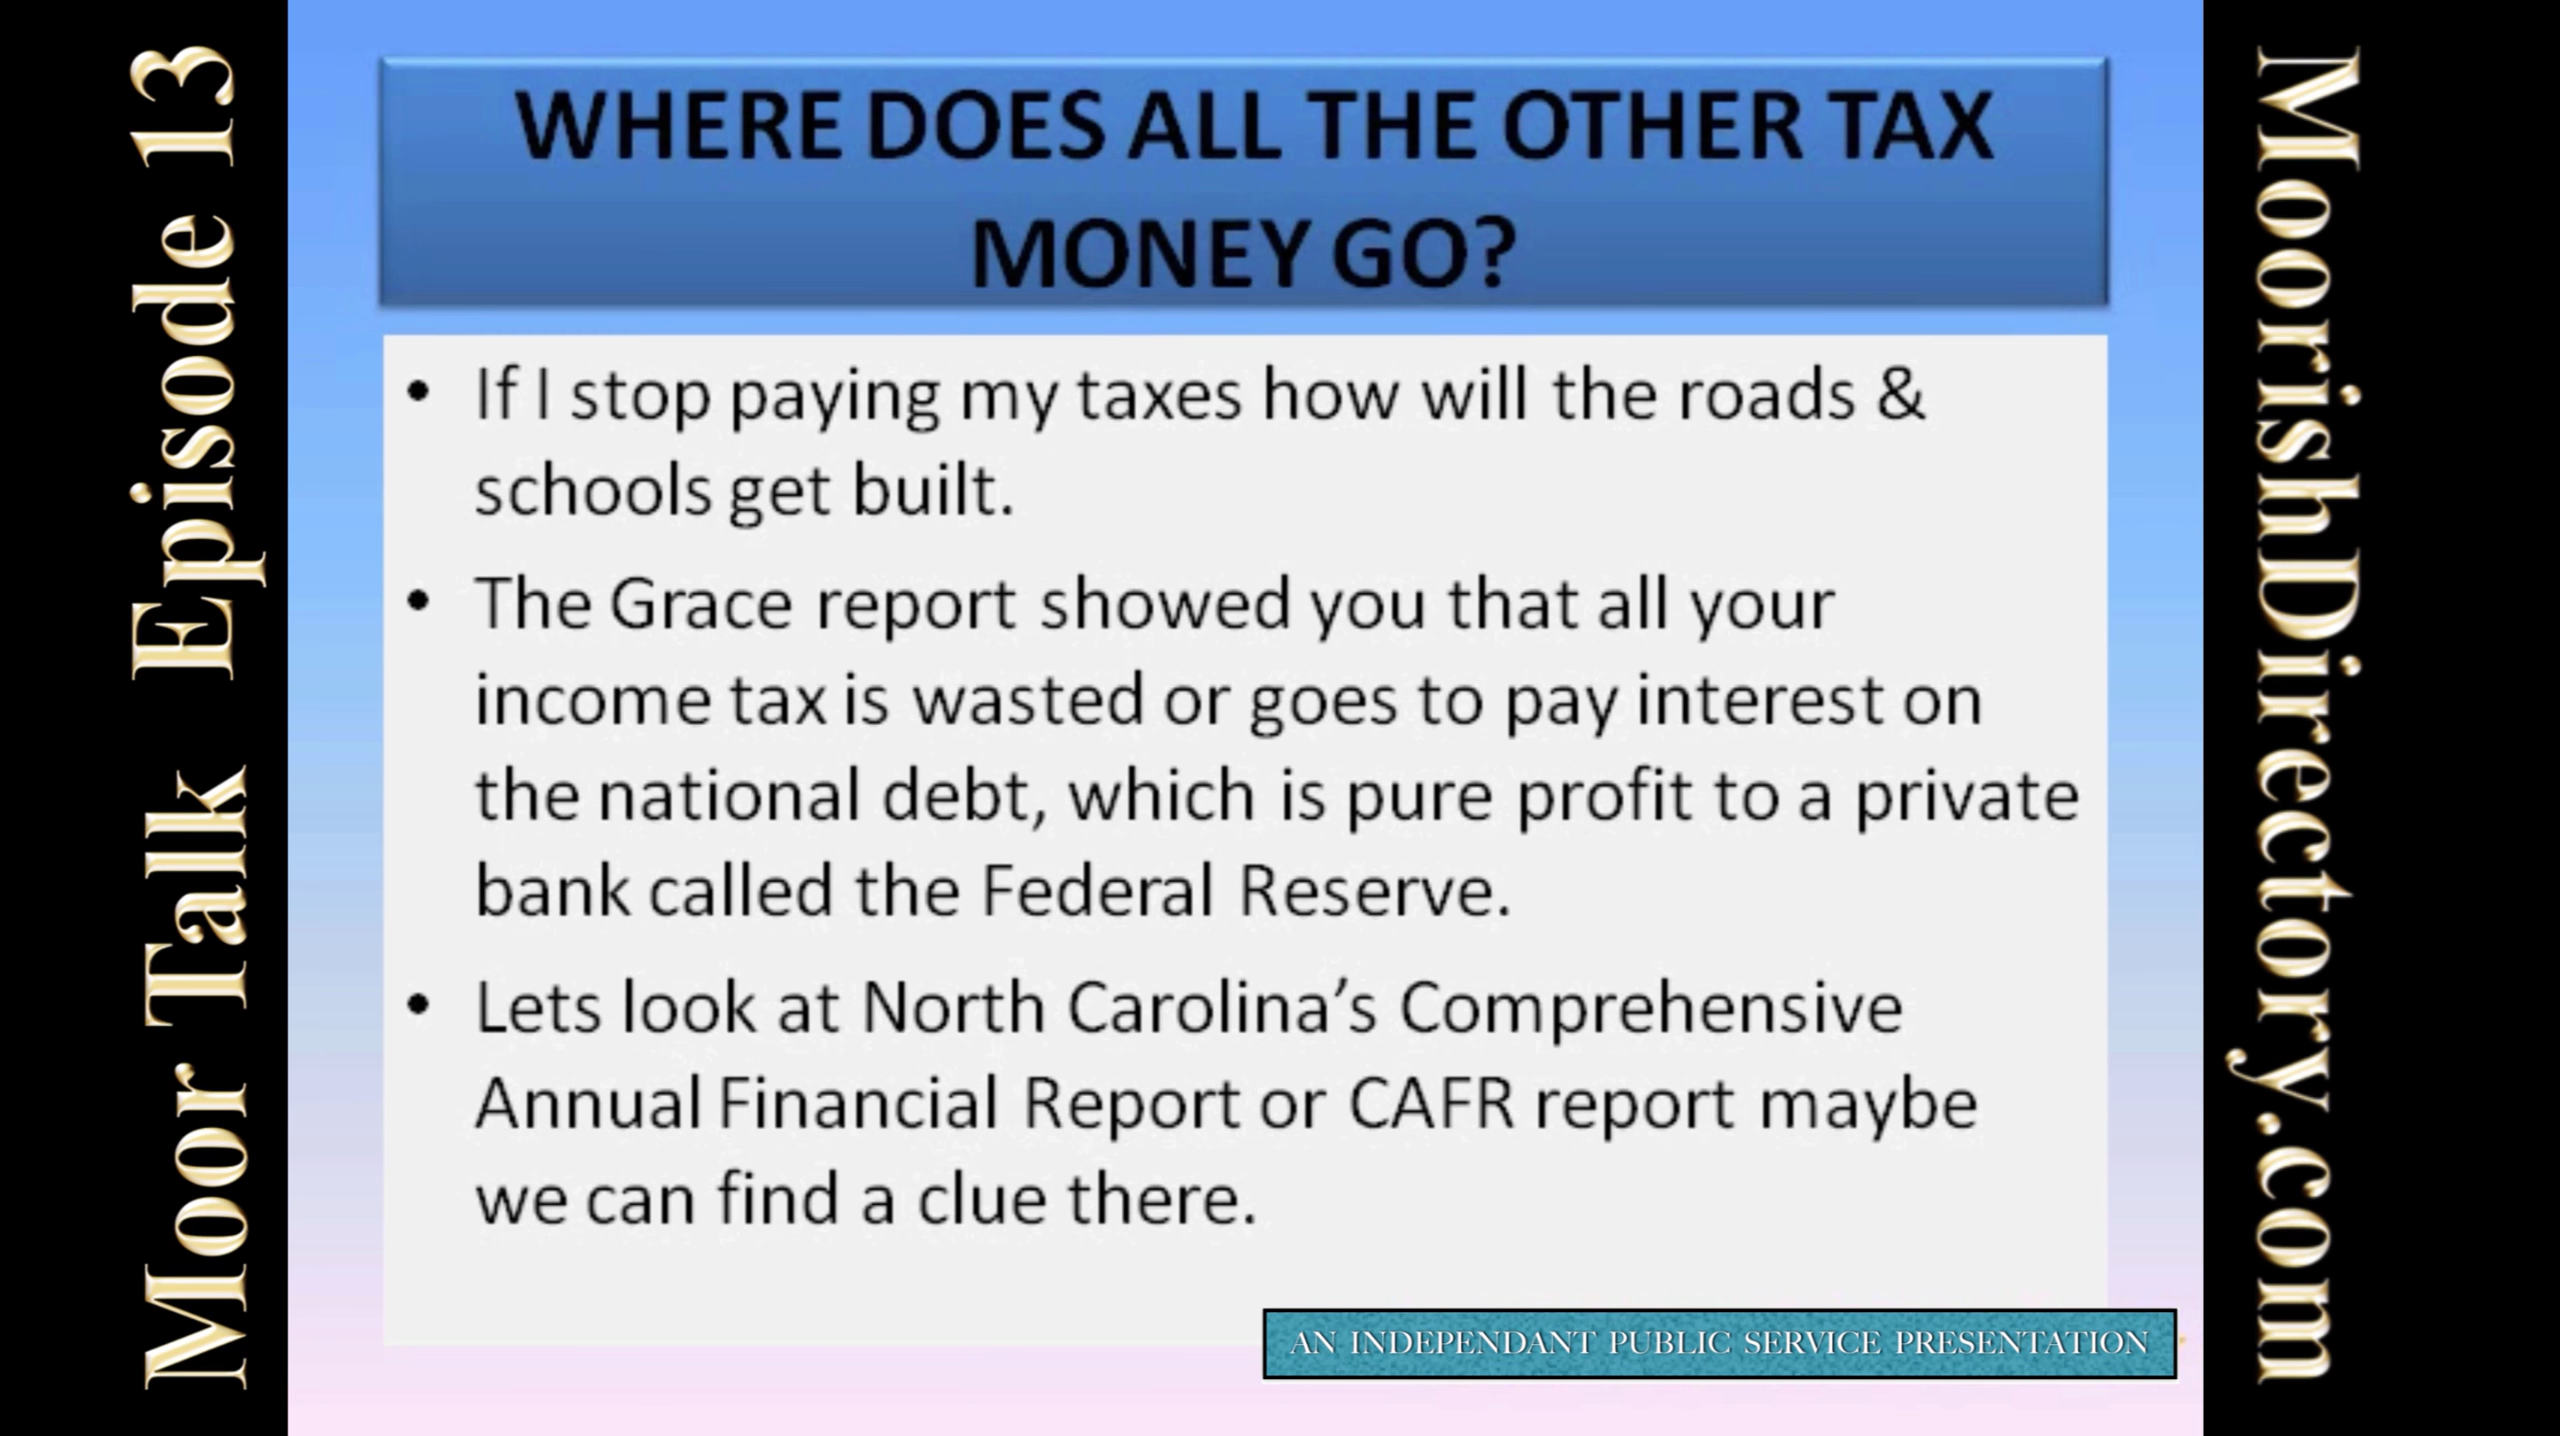 Moor Talk Episode 13
WHERE DOES ALL THE OTHER TAX
MONEY GO?
• If I stop paying my taxes how will the roads &
schools get built.
• The Grace report showed you that all your
income tax is wasted or goes to pay interest on
the national debt, which is pure profit to a private
bank called the Federal Reserve.
• Lets look at North Carolina’s Comprehensive
Annual Financial Report or CAFR report maybe
we can find a clue there.
AN INDEPENDANT PUBLIC SERVICE PRESENTATION
MoorishDirectory.com